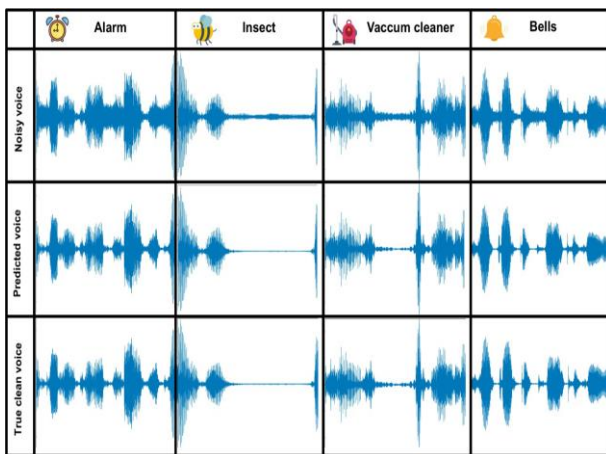 Alarm
Insect
Vaccum cleaner
Bells
Noisy voice
Predicted voice
True clean voice